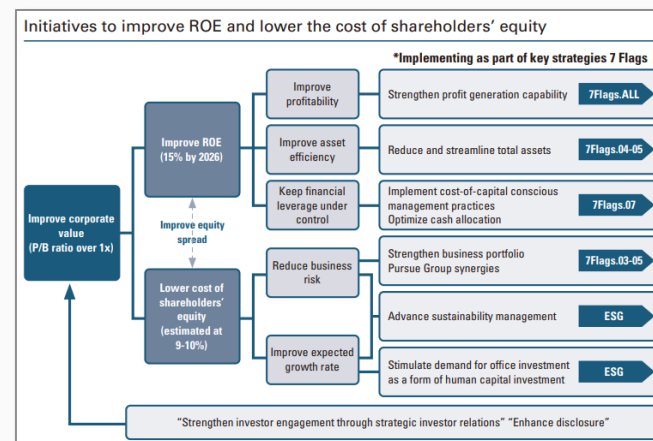 Initiatives to improve ROE and lower the cost of shareholders' equity
*Implementing as part of key strategies 7 Flags
Improve corporate
value
(P/B ratio over 1x)
Improve ROE
(15% by 2026)
Improve equity
spread
Lower cost of
shareholders'
equity
(estimated at
9-10%)
Improve
profitability
Strengthen profit generation capability
7Flags.ALL
Improve asset
efficiency
Reduce and streamline total assets
7Flags.04-05
Keep financial
leverage under
control
Implement cost-of-capital conscious
management practices
Optimize cash allocation
7Flags.07
Reduce business
risk
Strengthen business portfolio
Pursue Group synergies
7Flags.03-05
Advance sustainability management
ESG
Improve expected
growth rate
Stimulate demand for office investment
as a form of human capital investment
ESG
"Strengthen investor engagement through strategic investor relations" "Enhance disclosure"